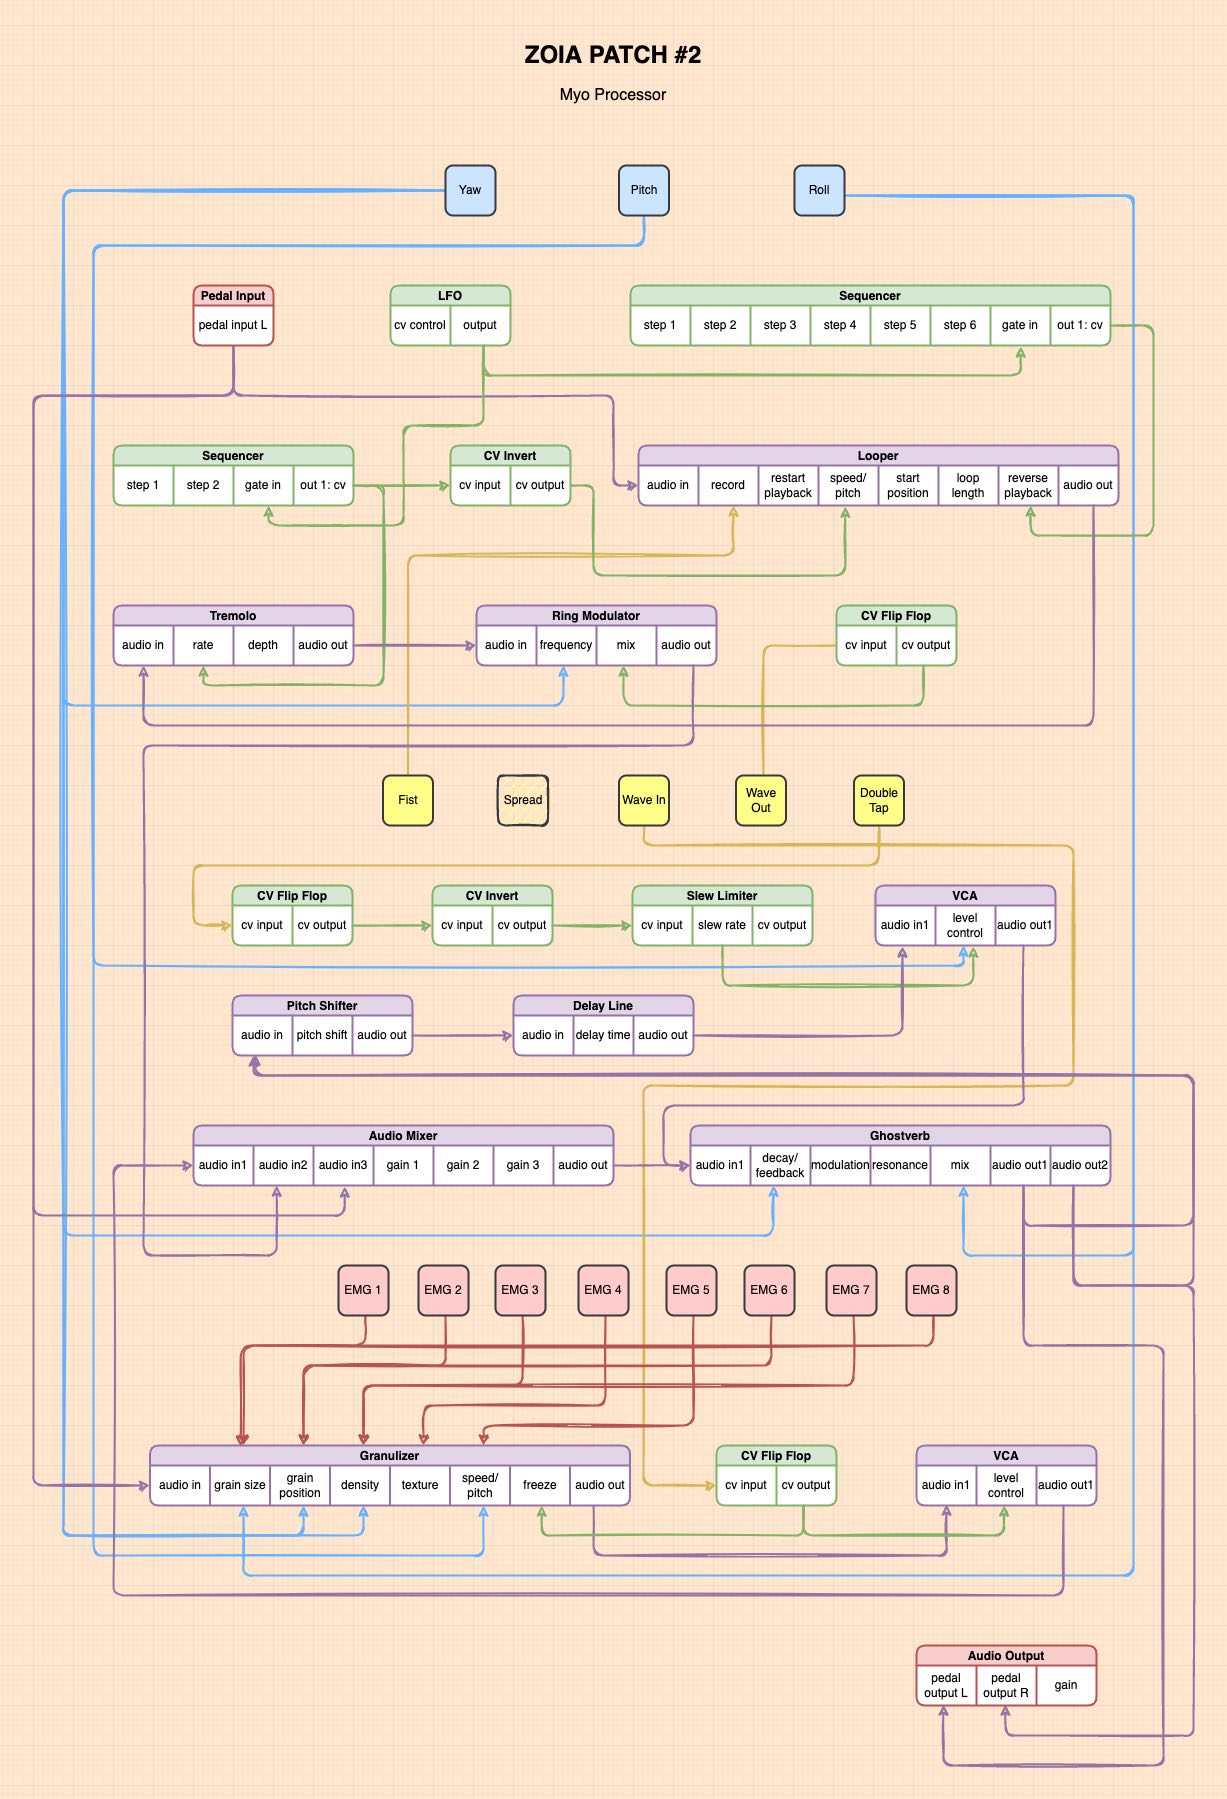 ZOIA PATCH #2
Myo Processor
Yaw
Pitch
Roll
Pedal Input
pedal input L
LFO
cv control
output
Sequencer
step 1
step 2
step 3
step 4
step 5
step 6
gate in
out 1: cv
Sequencer
step 1
step 2
gate in
out 1: cv
CV Invert
cv input
cv output
Looper
audio in
record
restart
playback
speed/
pitch
start
position
loop
length
reverse
playback
audio out
Tremolo
audio in
rate
depth
audio out
Ring Modulator
audio in
frequency
mix
audio out
CV Flip Flop
cv input
cv output
Fist
Spread
Wave In
Wave
Out
Double
Tap
CV Flip Flop
cv input
cv output
CV Invert
cv input
cv output
Slew Limiter
cv input
slew rate
cv output
VCA
audio in1
level
control
audio out1
Pitch Shifter
audio in
pitch shift
audio out
Delay Line
audio in
delay time
audio out
Audio Mixer
audio in1
audio in2
audio in3
gain 1
gain 2
gain 3
audio out
Ghostverb
audio in1
decay/
feedback
modulation
resonance
mix
audio out1
audio out2
EMG 1
EMG 2
EMG 3
EMG 4
EMG 5
EMG 6
EMG 7
EMG 8
Granulizer
audio in
grain size
grain
position
density
texture
speed/
pitch
freeze
audio out
CV Flip Flop
cv input
cv output
VCA
audio in1
level
control
audio out1
Audio Output
pedal
output L
pedal
output R
gain